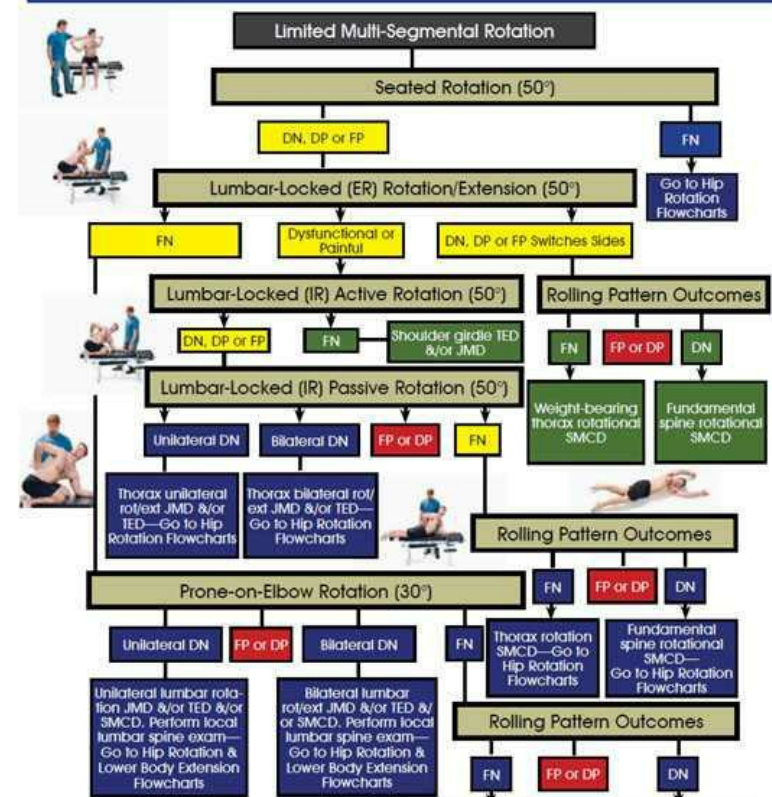 Limited Multi-Segmental Rotation
Seated Rotation (50°)
DN, DP or FP
FN
Lumbar-Locked (ER) Rotation/Extension (50°)
Go to Hip
Rotation
Flowcharts
FN
Dysfunctional or
Painful
DN, DP or FP Switches Sides
Lumbar-Locked (IR) Active Rotation (50°)
Rolling Pattern Outcomes
DN, DP or FP
FN
Shoulder girdle TED
&/or JMD
FN
FP or DP
DN
Lumbar-Locked (IR) Passive Rotation (50°)
Weight-bearing
thorax rotational
SMCD
Fundamental
spine rotational
SMCD
Unilateral DN
Bilateral DN
FP or DP
FN
Thorax unilateral
rot/ext JMD &/or
TED—Go to Hip
Rotation Flowcharts
Thorax bilateral rot/
ext JMD &/or TED—
Go to Hip Rotation
Flowcharts
Rolling Pattern Outcomes
FN
FP or DP
DN
Thorax rotation
SMCD—Go to
Hip Rotation
Flowcharts
Fundamental
spine rotational
SMCD—
Go to Hip Rotation
Flowcharts
Prone-on-Elbow Rotation (30°)
Unilateral DN
FP or DP
Bilateral DN
FN
Unilateral lumbar rota-
tion JMD &/or TED &/or
SMCD. Perform local
lumbar spine exam—
Go to Hip Rotation &
Lower Body Extension
Flowcharts
Bilateral lumbar
rot/ext JMD &/or TED &/
or SMCD. Perform local
lumbar spine exam—
Go to Hip Rotation &
Lower Body Extension
Flowcharts
Rolling Pattern Outcomes
FN
FP or DP
DN